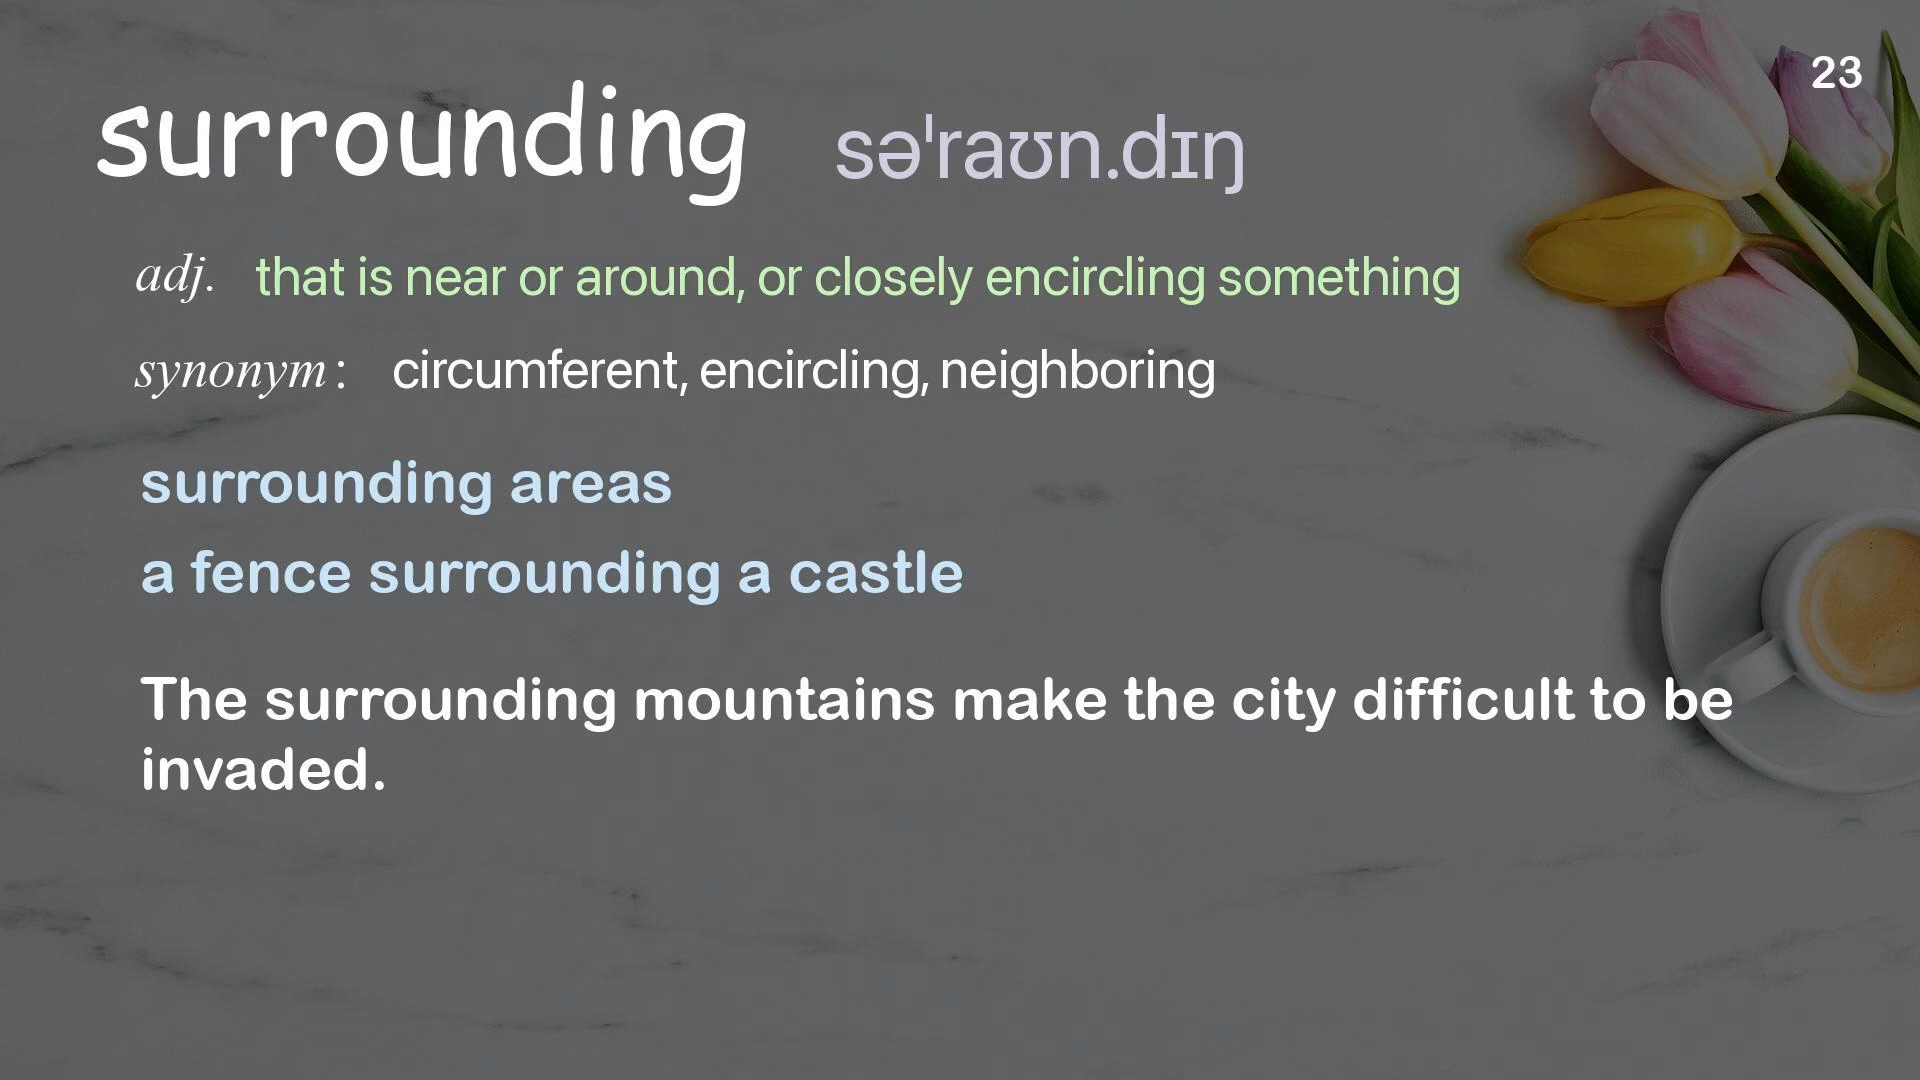 23
surrounding səˈraʊn.dɪŋ
adj. that is near or around, or closely encircling something
synonym: circumferent, encircling, neighboring
surrounding areas
a fence surrounding a castle
The surrounding mountains make the city difficult to be
invaded.